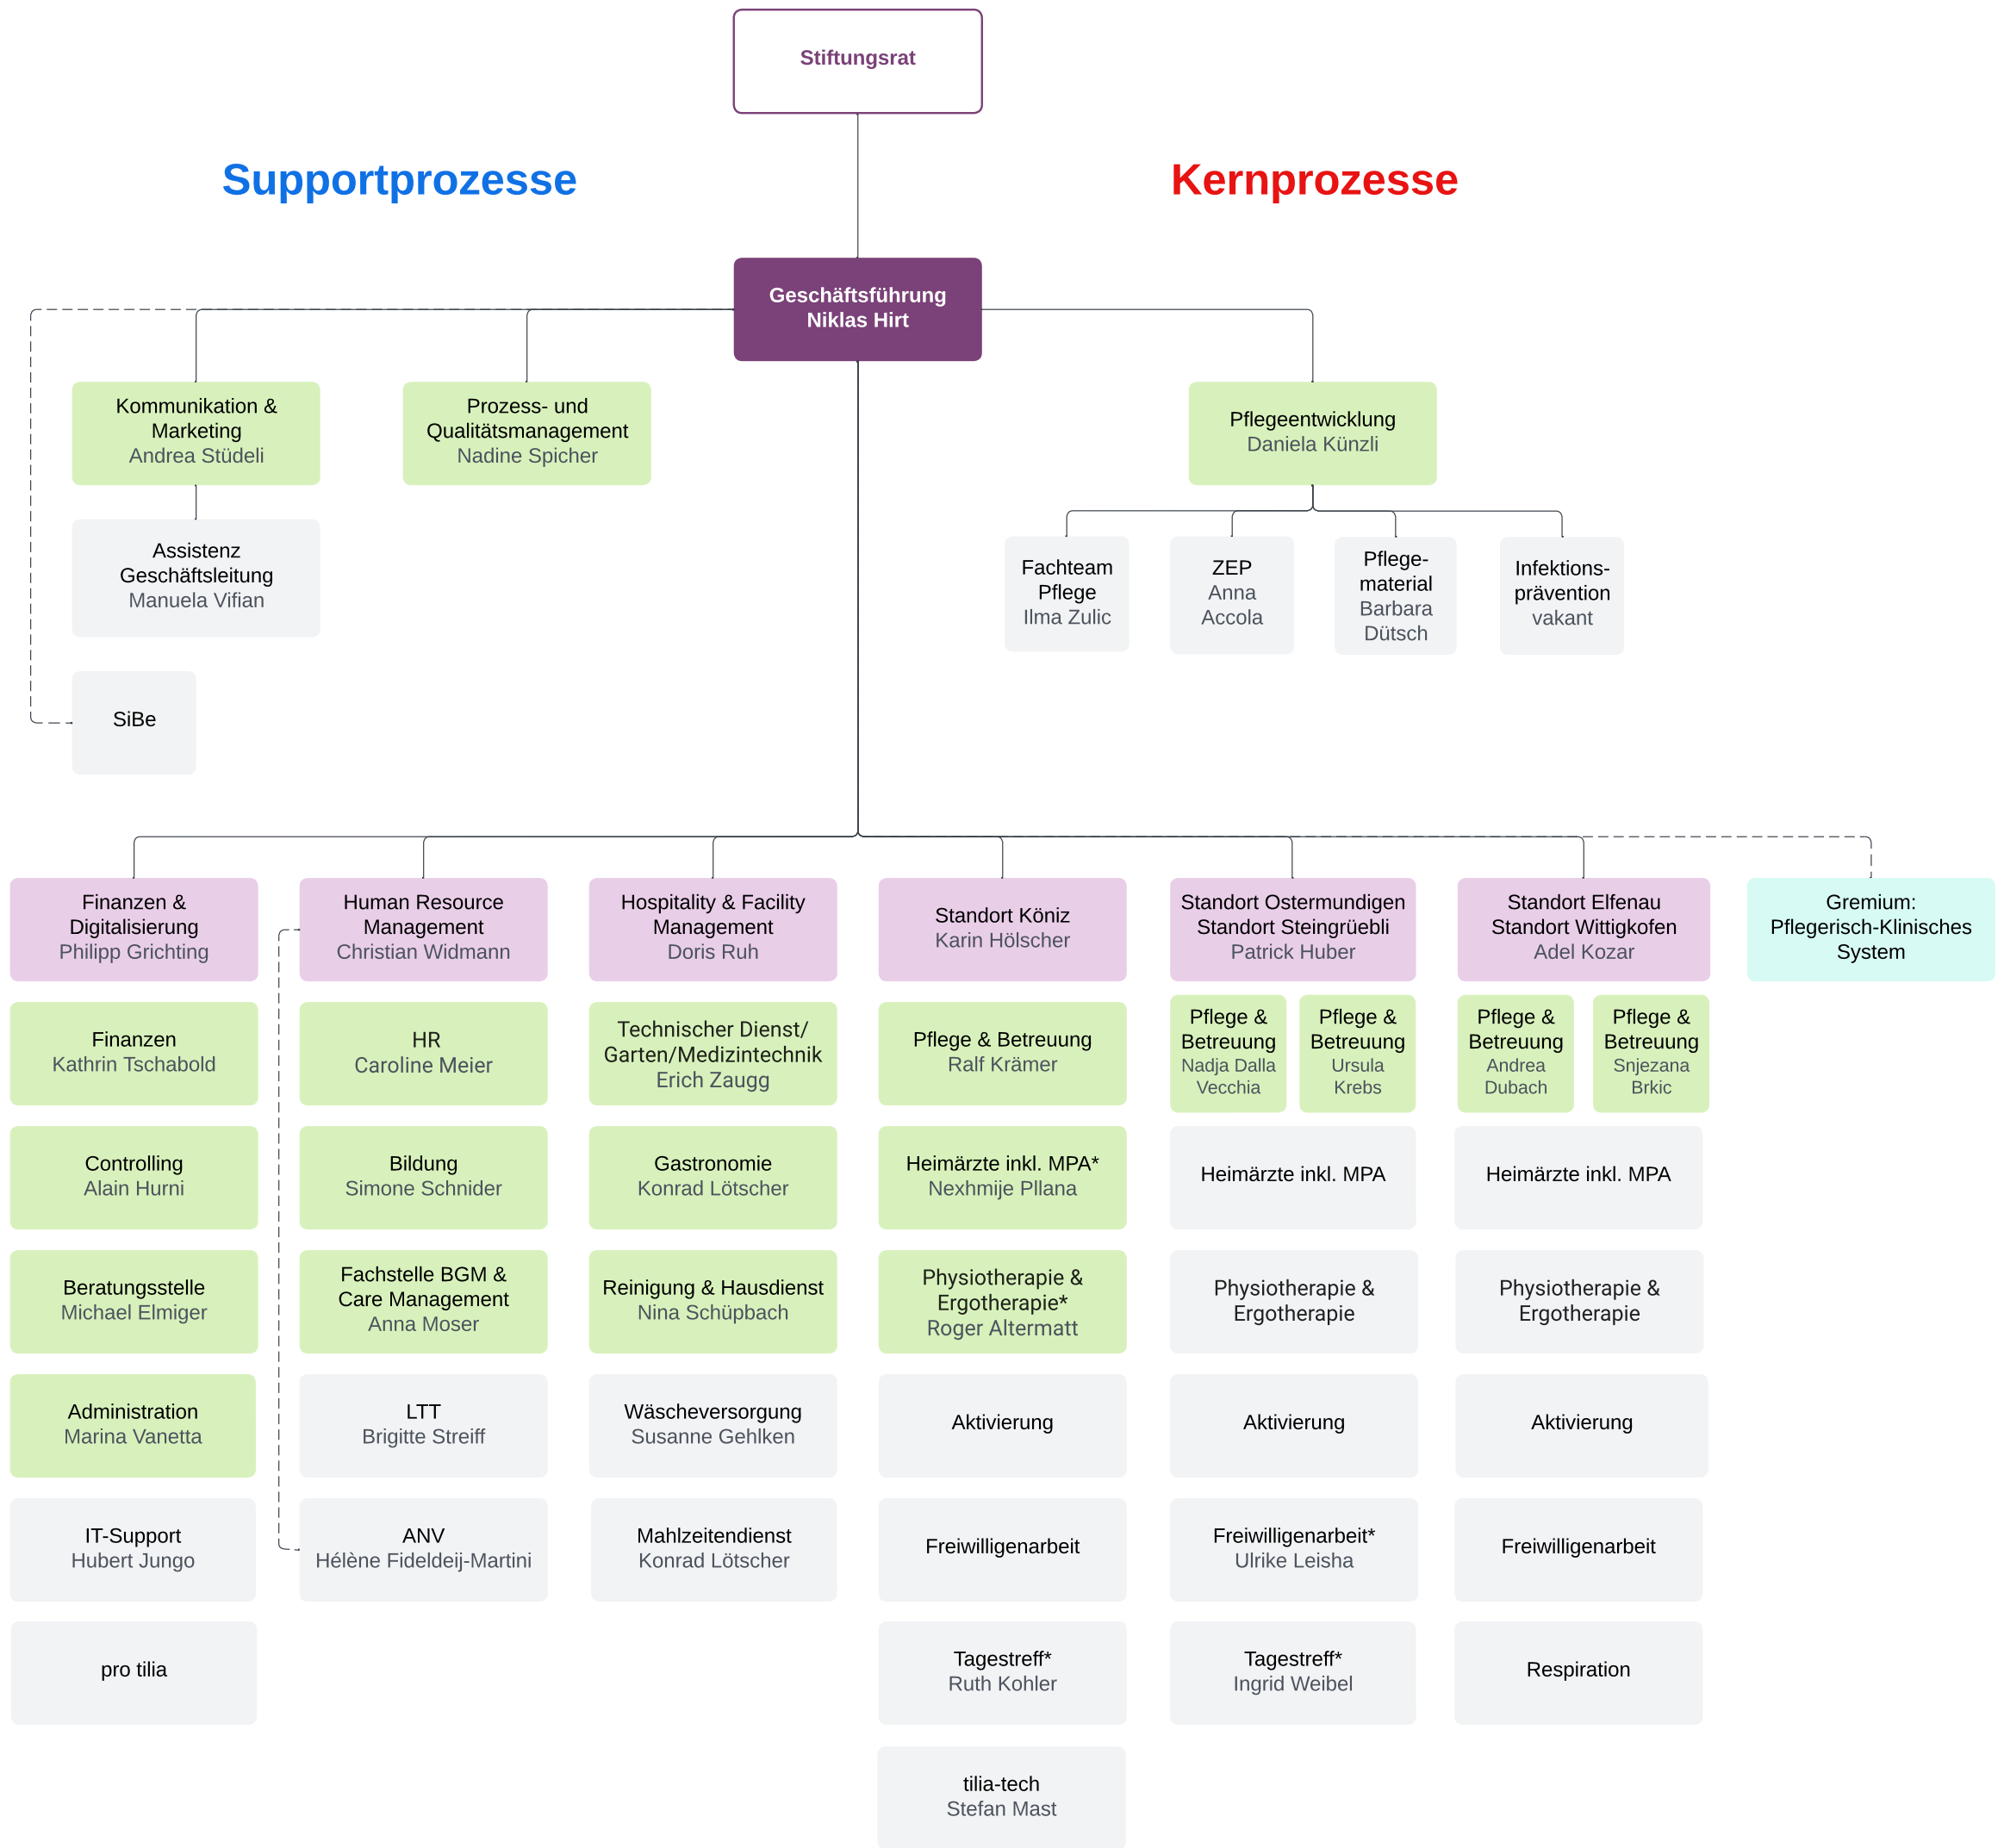 Stiftungsrat
Supportprozesse
Kernprozesse
Geschäftsführung
Niklas Hirt
Kommunikation &
Marketing
Andrea Stüdeli
Prozess- und
Qualitätsmanagement
Nadine Spicher
Pflegeentwicklung
Daniela Künzli
Assistenz
Geschäftsleitung
Manuela Vifian
Fachteam
Pflege
Ilma Zulic
ZEP
Anna
Accola
Pflege-
material
Barbara
Dütsch
Infektions-
prävention
vakant
SiBe
Finanzen &
Digitalisierung
Philipp Grichting
Human Resource
Management
Christian Widmann
Hospitality & Facility
Management
Doris Ruh
Standort Köniz
Karin Hölscher
Standort Ostermundigen
Standort Steingrüebli
Patrick Huber
Standort Elfenau
Standort Wittigkofen
Adel Kozar
Gremium:
Pflegerisch-Klinisches
System
Finanzen
Kathrin Tschabold
HR
Caroline Meier
Technischer Dienst/
Garten/Medizintechnik
Erich Zaugg
Pflege & Betreuung
Ralf Krämer
Pflege &
Betreuung
Nadja Dalla
Vecchia
Pflege &
Betreuung
Ursula
Krebs
Pflege &
Betreuung
Andrea
Dubach
Pflege &
Betreuung
Snjezana
Brkic
Controlling
Alain Hurni
Bildung
Simone Schnider
Gastronomie
Konrad Lötscher
Heimärzte inkl. MPA*
Nexhmije Pllana
Heimärzte inkl. MPA
Heimärzte inkl. MPA
Beratungsstelle
Michael Elmiger
Fachstelle BGM &
Care Management
Anna Moser
Reinigung & Hausdienst
Nina Schüpbach
Physiotherapie &
Ergotherapie*
Roger Altermatt
Physiotherapie &
Ergotherapie
Physiotherapie &
Ergotherapie
Administration
Marina Vanetta
LTT
Brigitte Streiff
Wäscheversorgung
Susanne Gehlken
Aktivierung
Aktivierung
Aktivierung
IT-Support
Hubert Jungo
ANV
Hélène Fideldeij-Martini
Mahlzeitendienst
Konrad Lötscher
Freiwilligenarbeit
Freiwilligenarbeit*
Ulrike Leisha
Freiwilligenarbeit
pro tilia
Tagestreff*
Ruth Kohler
Tagestreff*
Ingrid Weibel
Respiration
tilia-tech
Stefan Mast